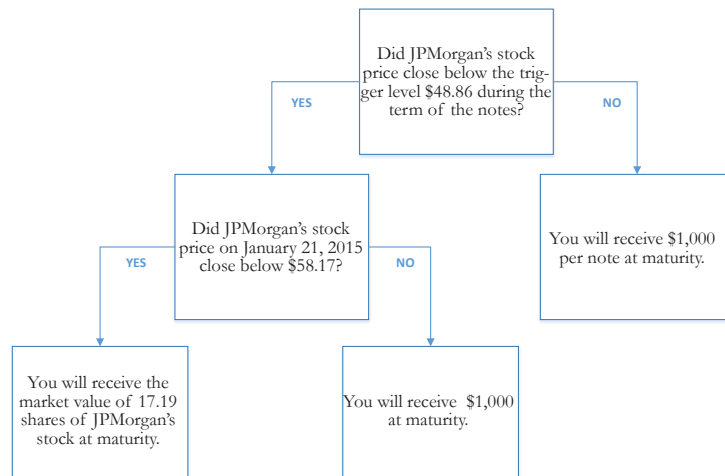 Did JPMorgan's stock
price close below the trig-
ger level $48.86 during the
term of the notes?
YES
NO
Did JPMorgan's stock
price on January 21, 2015
close below $58.17?
You will receive $1,000
per note at maturity.
YES
NO
You will receive the
market value of 17.19
shares of JPMorgan's
stock at maturity.
You will receive $1,000
at maturity.